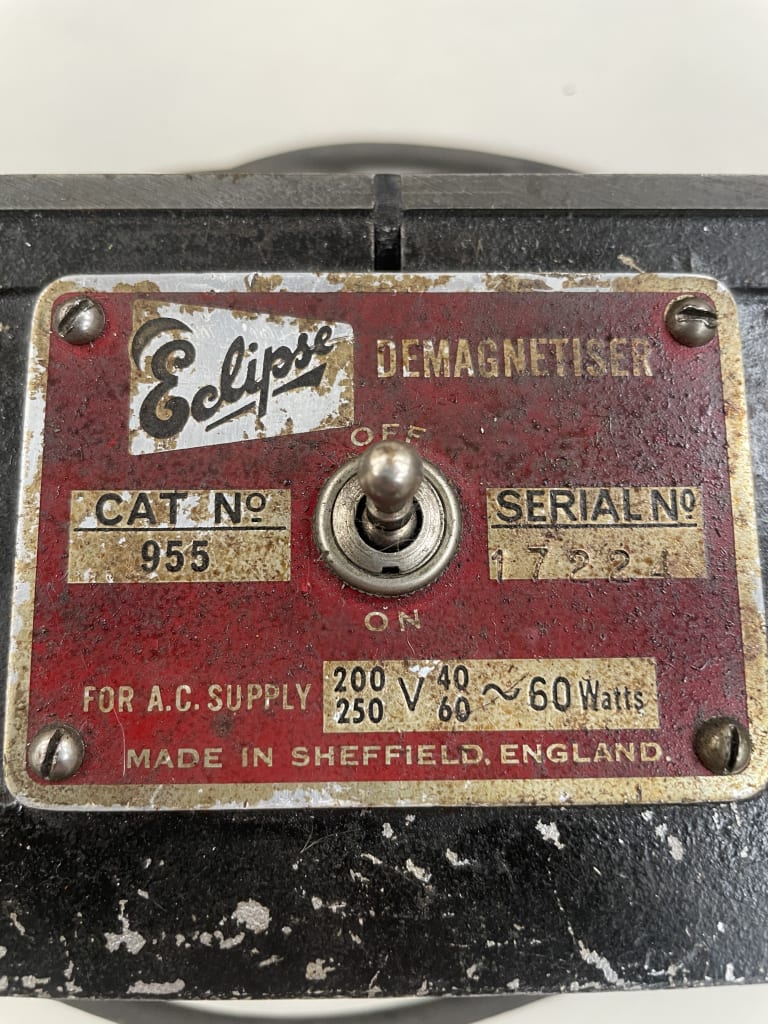 Eclipse DEMAGNETISER
OFF
CAT Nº
955
SERIAL Nº
17224
ON
FOR A.C. SUPPLY 200 250 V 40 60 ~ 60 Watts
MADE IN SHEFFIELD. ENGLAND.